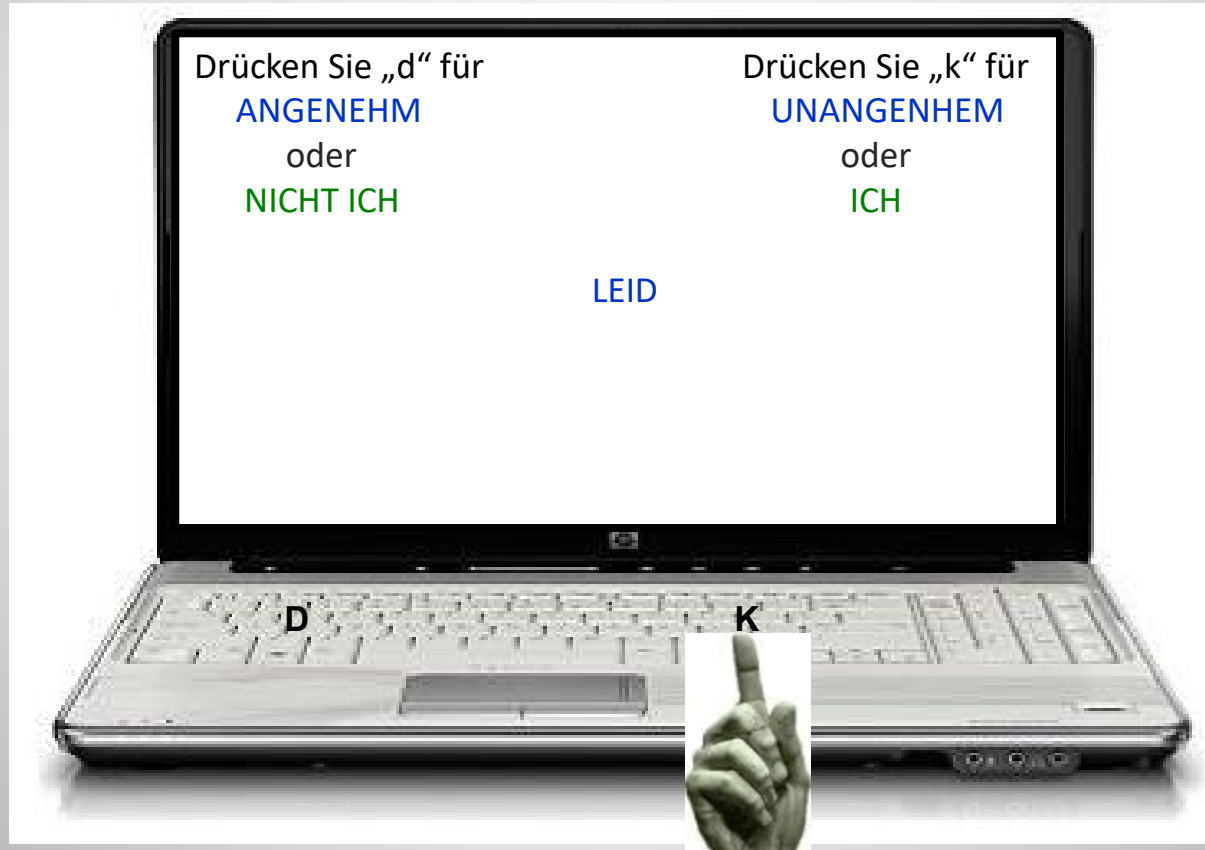 Drücken Sie „d“ für
ANGENEHM
oder
NICHT ICH
Drücken Sie „k“ für
UNANGENHEM
oder
ICH
LEID
D
K